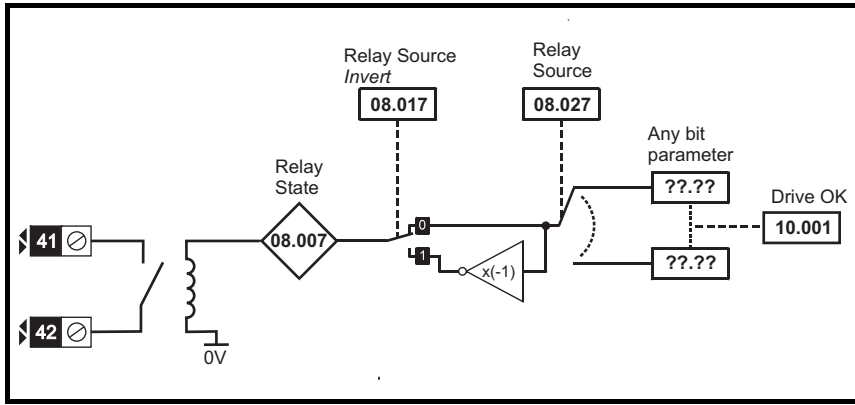 Relay Source
Invert
08.017
Relay
Source
08.027
Any bit
parameter
??.??
Drive OK
10.001
??.??
Relay
State
08.007
0
1
x(-1)
41
42
0V